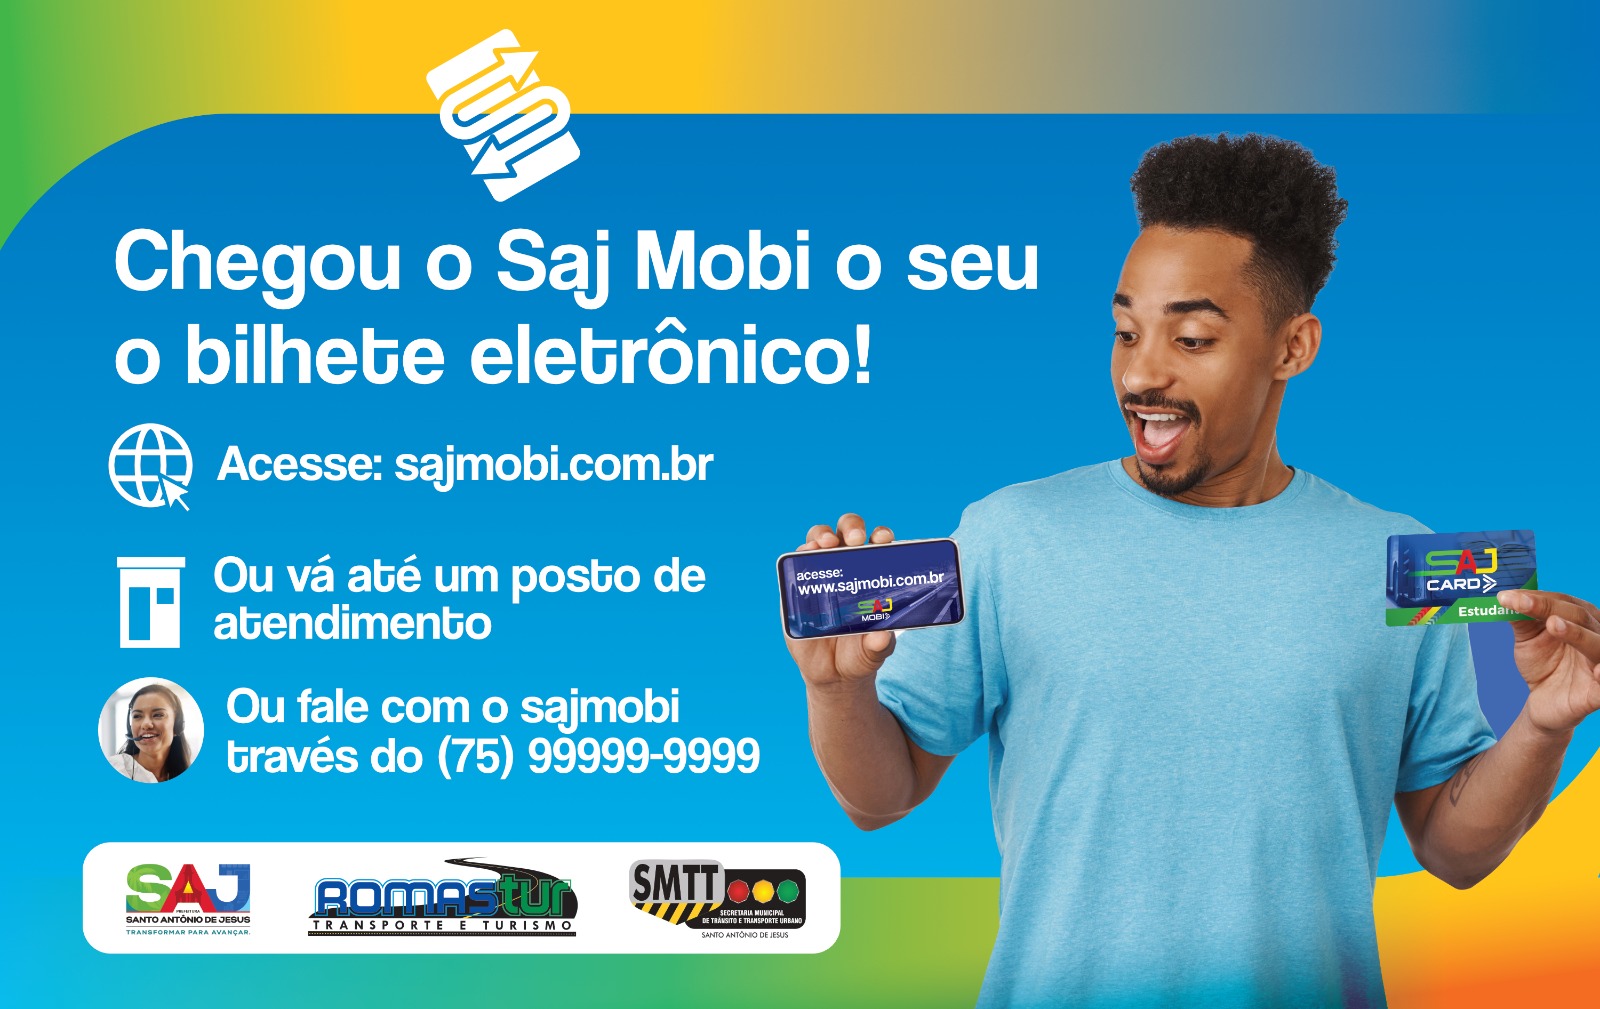 Chegou o Saj Mobi o seu
o bilhete eletrônico!
Acesse: sajmobi.com.br
Ou vá até um posto de
atendimento
Ou fale com o sajmobi
través do (75) 99999-9999
acesse:
www.sajmobi.com.br
SAJ
MOBI
SAJ
CARD
SAJ
PREFEITURA
SANTO ANTÔNIO DE JESUS
TRANSFORMAR PARA AVANÇAR.
ROMASTUR
TRANSPORTE E TURISMO
SMTT
SECRETARIA MUNICIPAL
DE TRÂNSITO E TRANSPORTE URBANO
SANTO ANTÔNIO DE JESUS